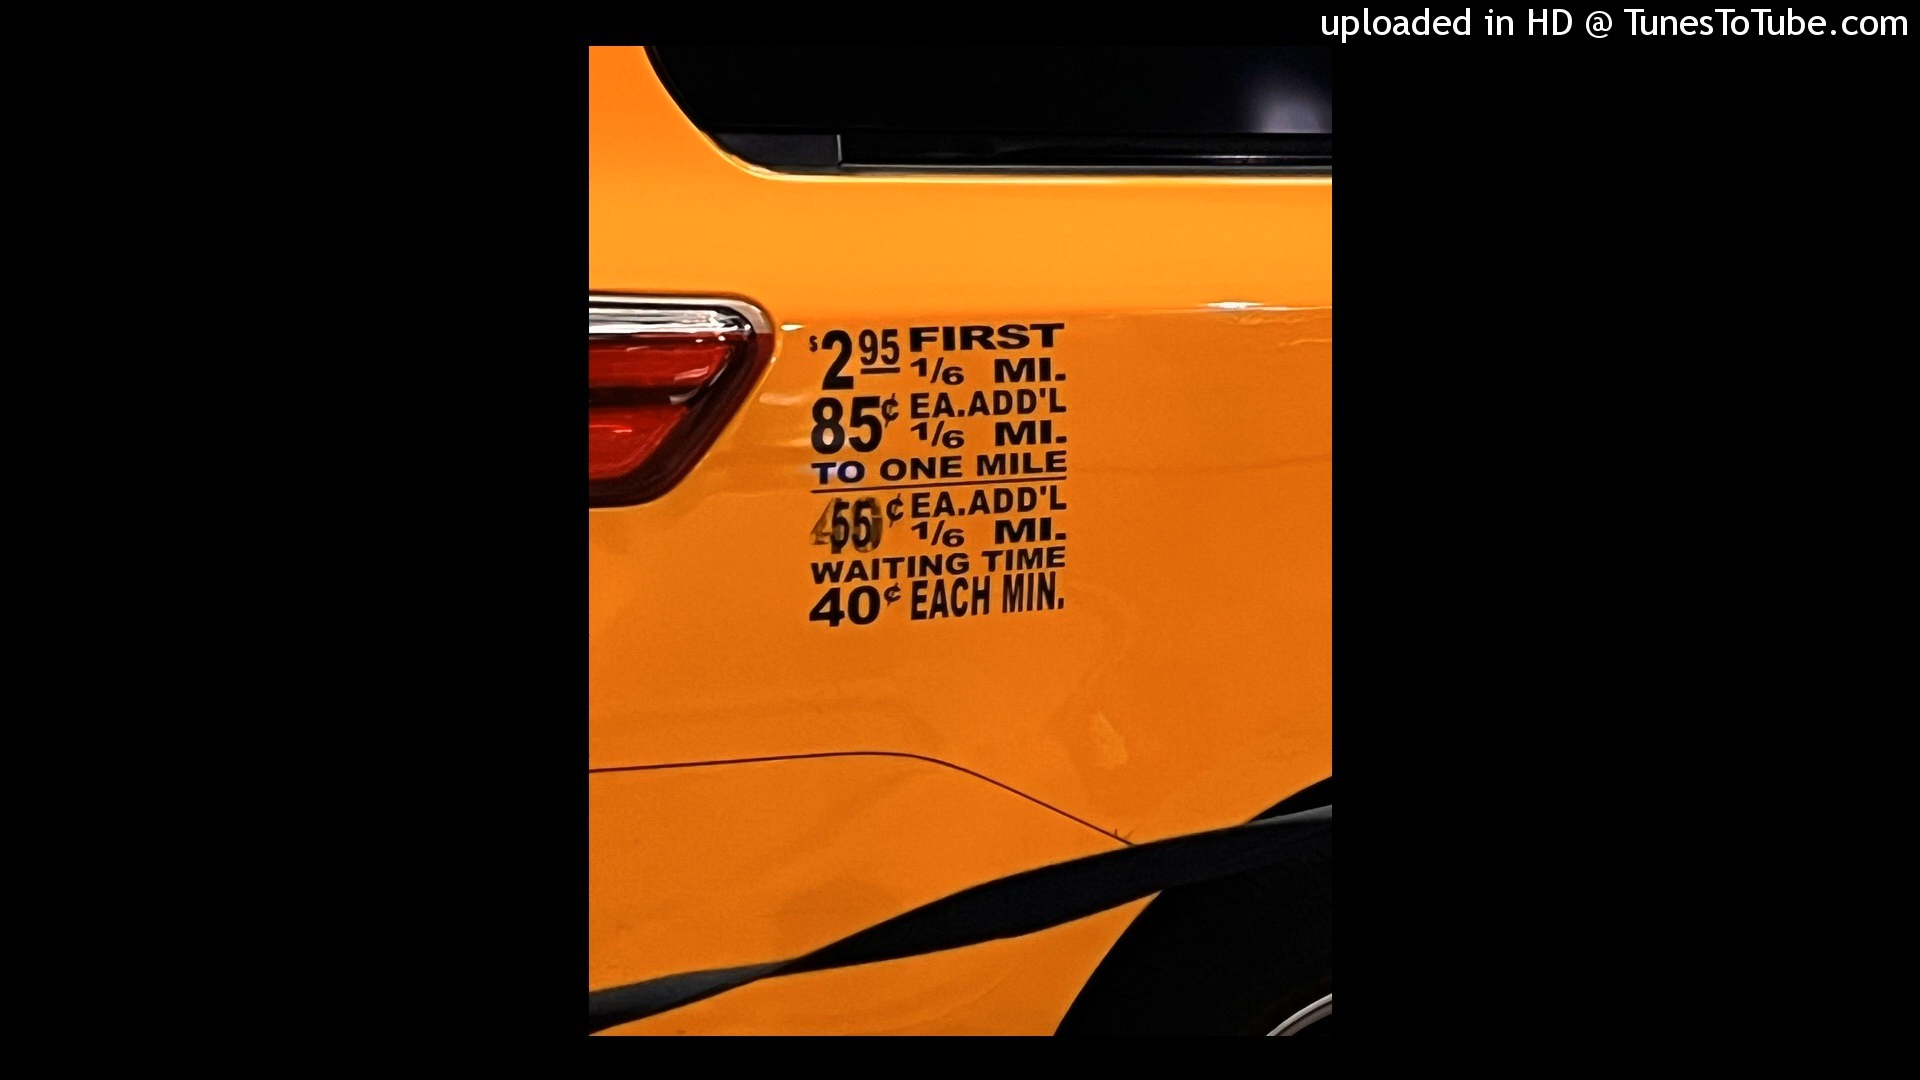 uploaded in HD @ TunesToTube.com
$2 95 FIRST
1/6 MI.
85¢ EA.ADD'L
1/6 MI.
TO ONE MILE
55¢ EA.ADD'L
1/6 MI.
WAITING TIME
40¢ EACH MIN.